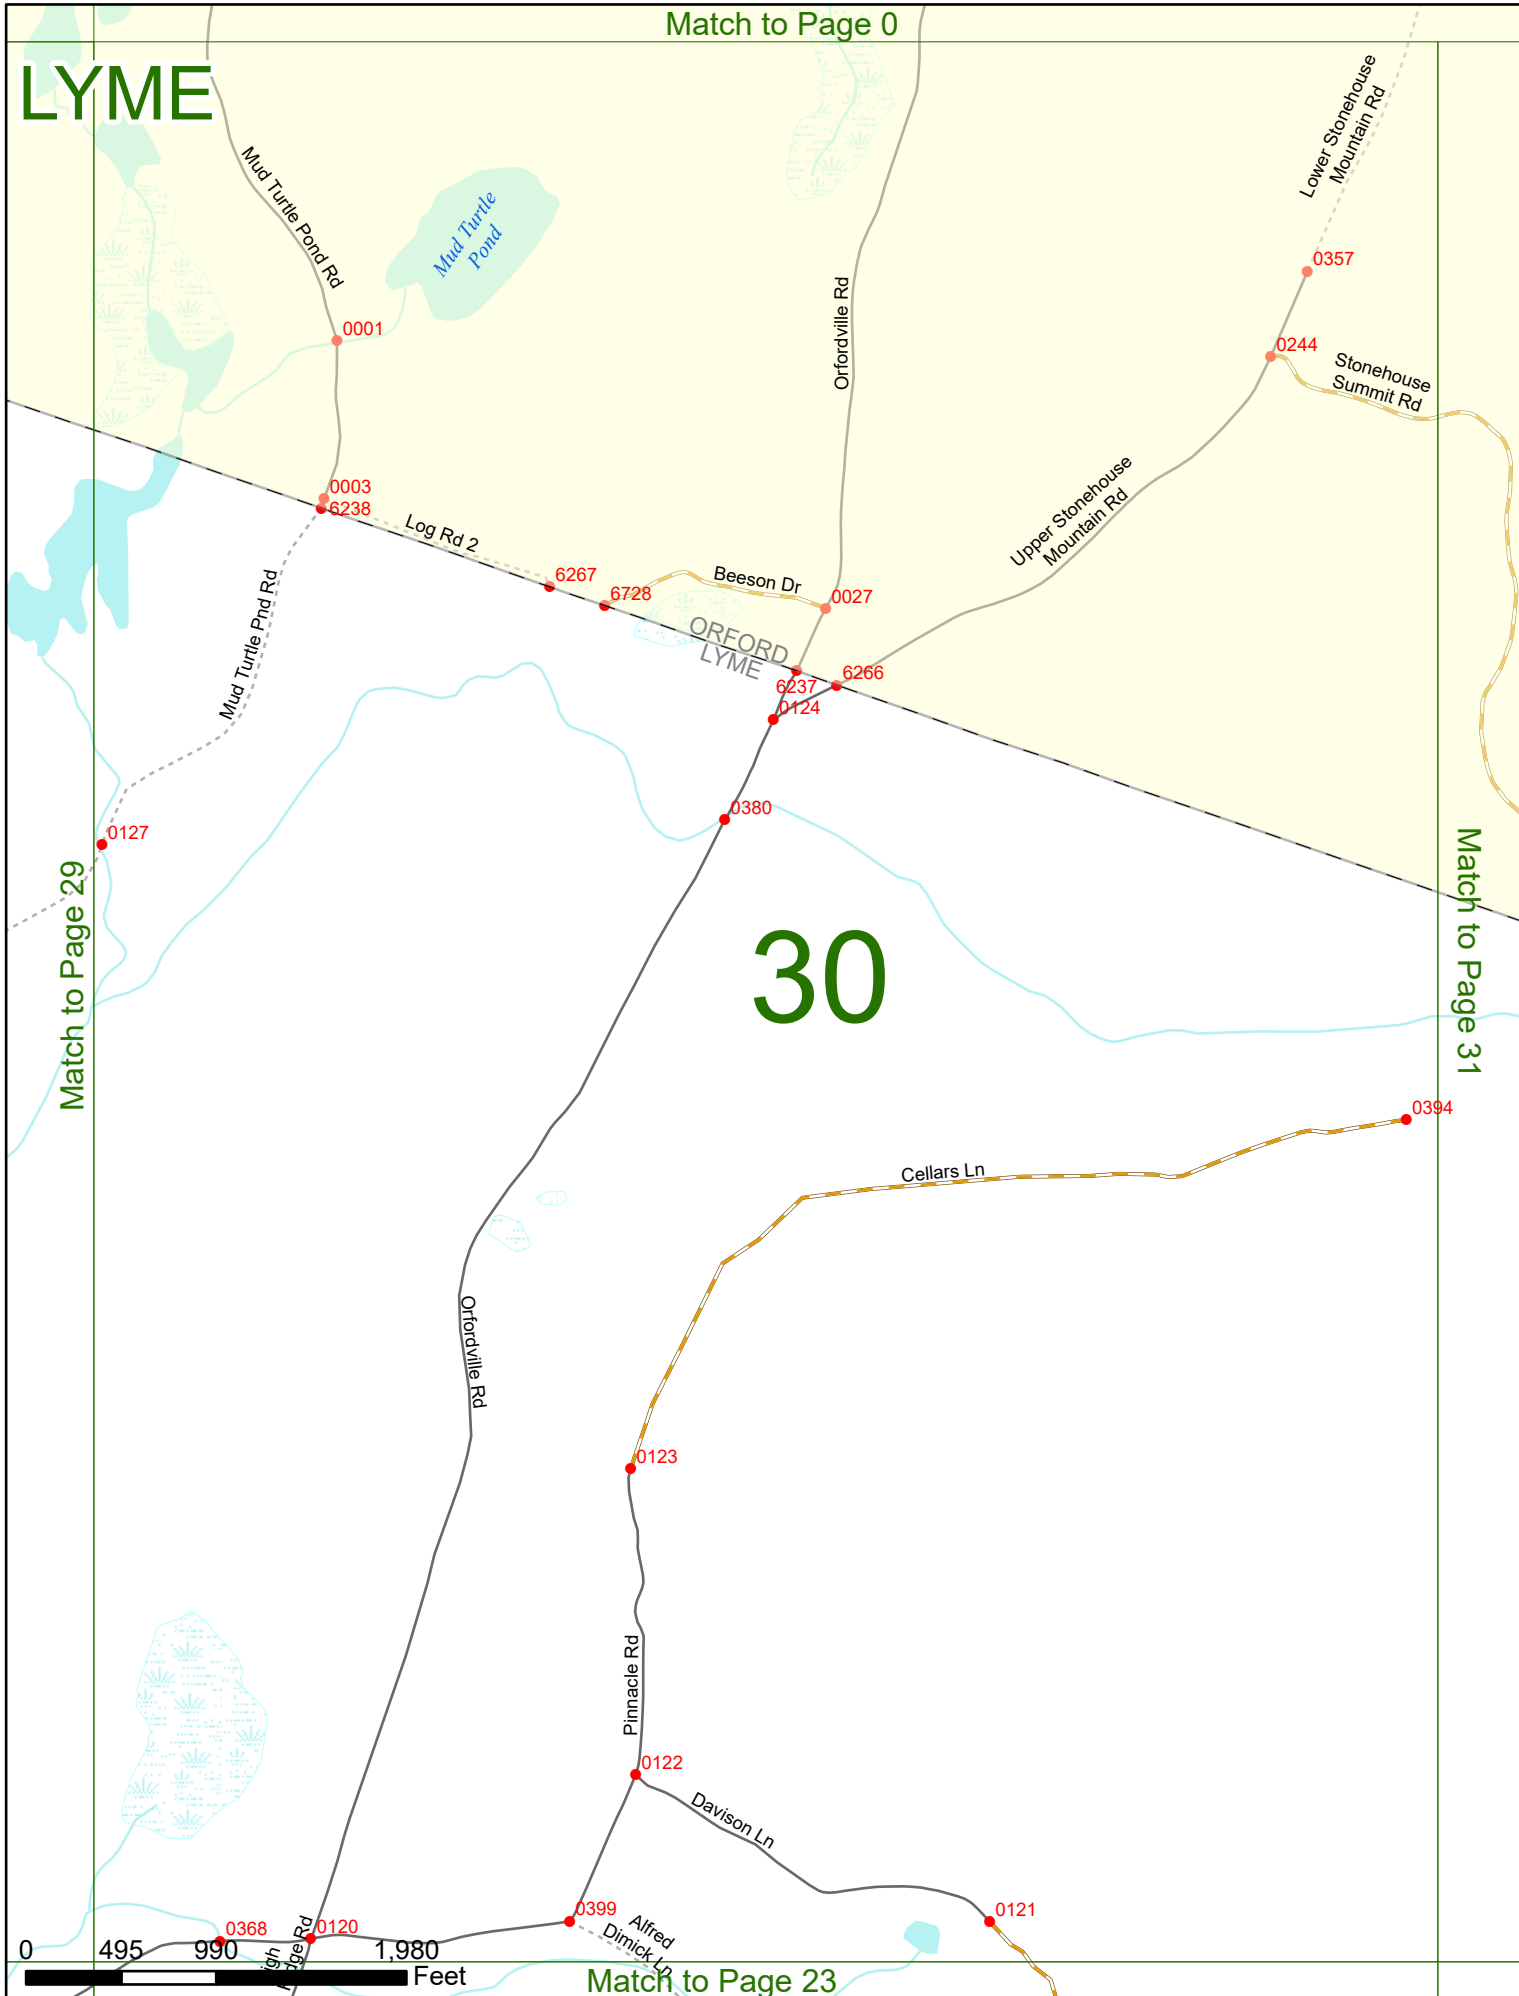 Match to Page 0
LYME
Lower Stonehouse
Mountain Rd
Mud Turtle Pond Rd
Mud Turtle
Pond
0357
Orfordville Rd
0001
0244
Stonehouse
Summit Rd
0003
6238
Log Rd 2
Upper Stonehouse
Mountain Rd
6267
Beeson Dr
6728
0027
Mud Turtle Pnd Rd
ORFORD
LYME
6237
6266
0124
0380
0127
Match to Page 29
Match to Page 31
30
0394
Cellars Ln
Orfordville Rd
0123
Pinnacle Rd
0122
Davison Ln
0399
0121
Alfred
Dimick Ln
0368
0120
0 495 990 1,980
Feet
Match to Page 23